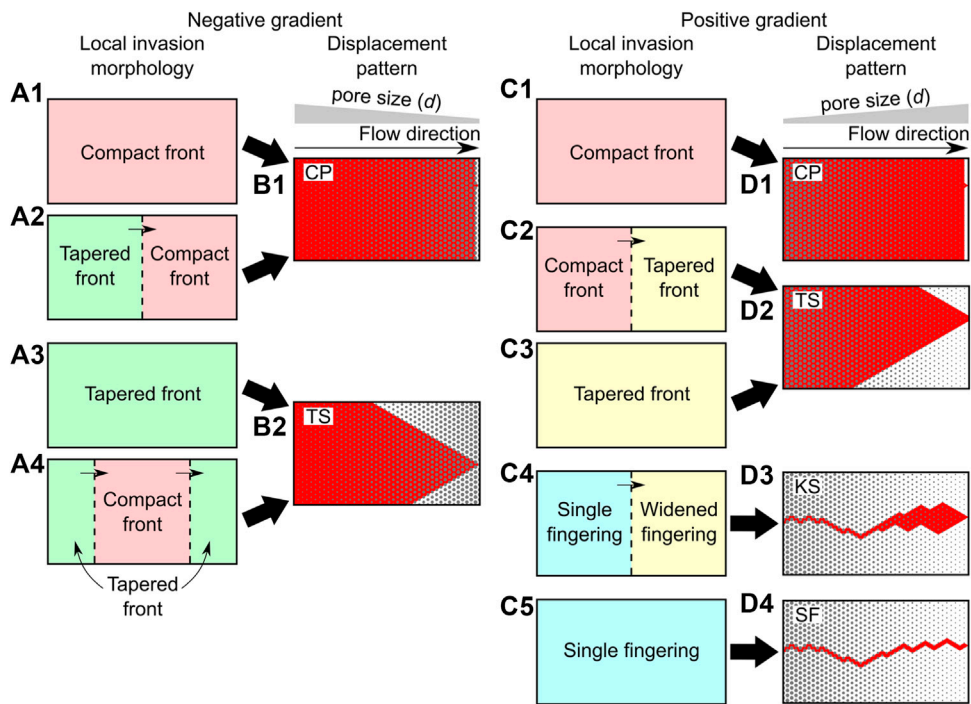 Negative gradient
Local invasion
morphology
Displacement
pattern
A1
Compact front
pore size (d)
Flow direction
B1
CP
A2
Tapered
front
Compact
front
A3
Tapered front
B2
TS
A4
Compact
front
Tapered
front
Positive gradient
Local invasion
morphology
Displacement
pattern
C1
Compact front
pore size (d)
Flow direction
D1
CP
C2
Compact
front
Tapered
front
D2
TS
C3
Tapered front
C4
Single
fingering
Widened
fingering
D3
KS
C5
Single fingering
D4
SF